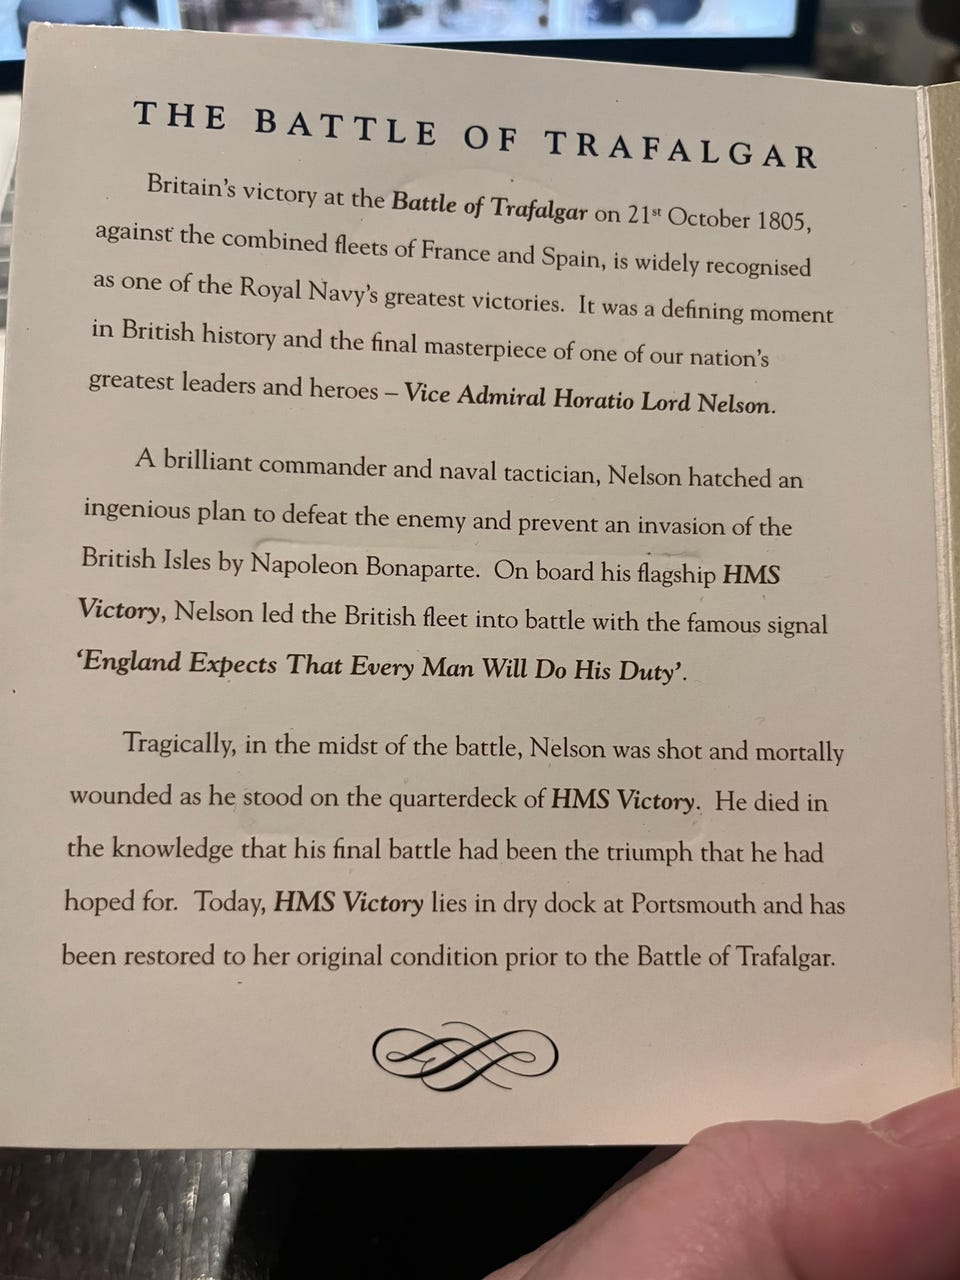 THE BATTLE OF TRAFALGAR
Britain's victory at the Battle of Trafalgar on 21st October 1805,
against the combined fleets of France and Spain, is widely recognised
as one of the Royal Navy's greatest victories. It was a defining moment
in British history and the final masterpiece of one of our nation's
greatest leaders and heroes – Vice Admiral Horatio Lord Nelson.
A brilliant commander and naval tactician, Nelson hatched an
ingenious plan to defeat the enemy and prevent an invasion of the
British Isles by Napoleon Bonaparte. On board his flagship HMS
Victory, Nelson led the British fleet into battle with the famous signal
‘England Expects That Every Man Will Do His Duty’.
Tragically, in the midst of the battle, Nelson was shot and mortally
wounded as he stood on the quarterdeck of HMS Victory. He died in
the knowledge that his final battle had been the triumph that he had
hoped for. Today, HMS Victory lies in dry dock at Portsmouth and has
been restored to her original condition prior to the Battle of Trafalgar.